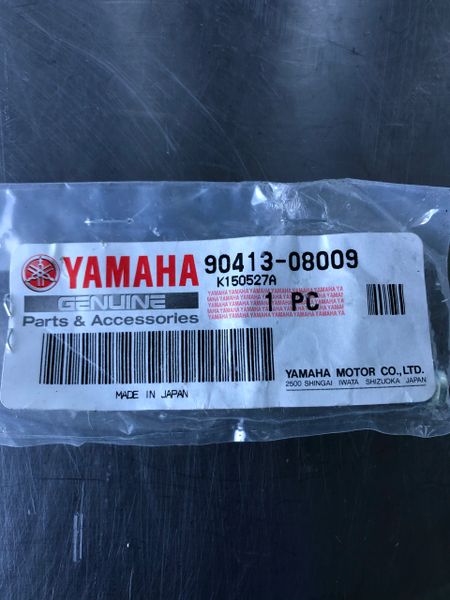 YAMAHA 90413-08009
K150527A
GENUINE
1 PC
Parts & Accessories
YAMAHA MOTOR CO.,LTD.
2500 SHINGAI IWATA SHIZUOKA JAPAN
MADE IN JAPAN